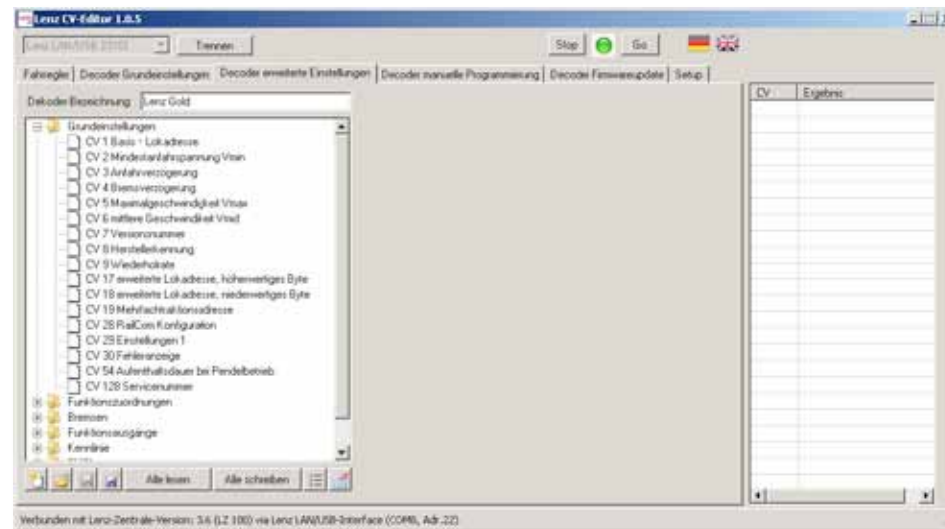 Lenz CV-Editor 1.0.5
Lenz LAN/USB 23151 Trennen Stop Go
Fahrregler Decoder Grundeinstellungen Decoder erweiterte Einstellungen Decoder manuelle Programmierung Decoder Firmwareupdate Setup
Dekoder Bezeichnung Lenz Gold
CV Ergebnis
Grundeinstellungen
CV 1 Basis - Lokadresse
CV 2 Mindestanfahrspannung Vmin
CV 3 Anfahrverzögerung
CV 4 Bremsverzögerung
CV 5 Maximalgeschwindigkeit Vmax
CV 6 mittlere Geschwindikeit Vmid
CV 7 Versionsnummer
CV 8 Herstellerkennung
CV 9 Wiederholrate
CV 17 erweiterte Lokadresse, höherwertiges Byte
CV 18 erweiterte Lokadresse, niederwertiges Byte
CV 19 Mehrfachtraktionsadresse
CV 28 RailCom Konfiguration
CV 29 Einstellungen 1
CV 30 Fehleranzeige
CV 54 Aufenthaltsdauer bei Pendelbetrieb
CV 128 Servicenummer
Funktionszuordnungen
Bremsen
Funktionsausgänge
Kennlinie
Alle lesen Alle schreiben
Verbunden mit Lenz-Zentrale-Version: 3.6 (LZ 100) via Lenz LAN/USB-Interface (COM8, Adr.22)